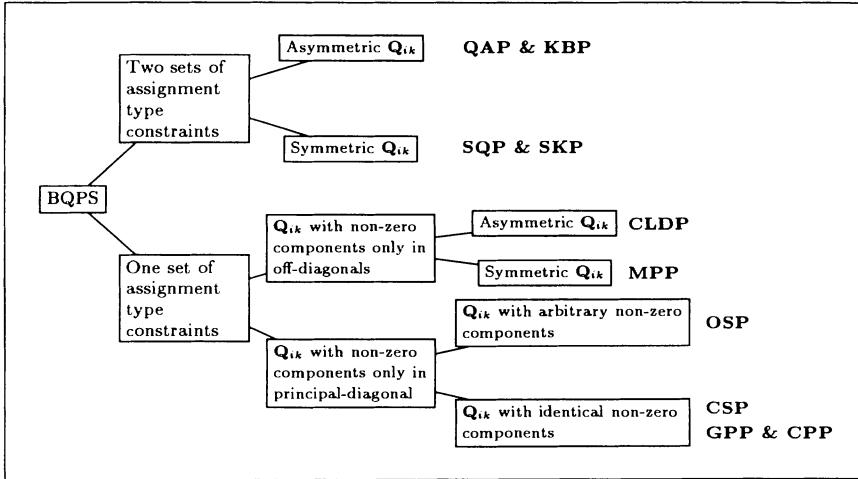 Asymmetric Q_ik
QAP & KBP
Two sets of
assignment
type
constraints
Symmetric Q_ik
SQP & SKP
BQPS
Q_ik with non-zero
components only in
off-diagonals
Asymmetric Q_ik
CLDP
Symmetric Q_ik
MPP
One set of
assignment
type
constraints
Q_ik with arbitrary non-zero
components
OSP
Q_ik with non-zero
components only in
principal-diagonal
Q_ik with identical non-zero
components
CSP
GPP & CPP